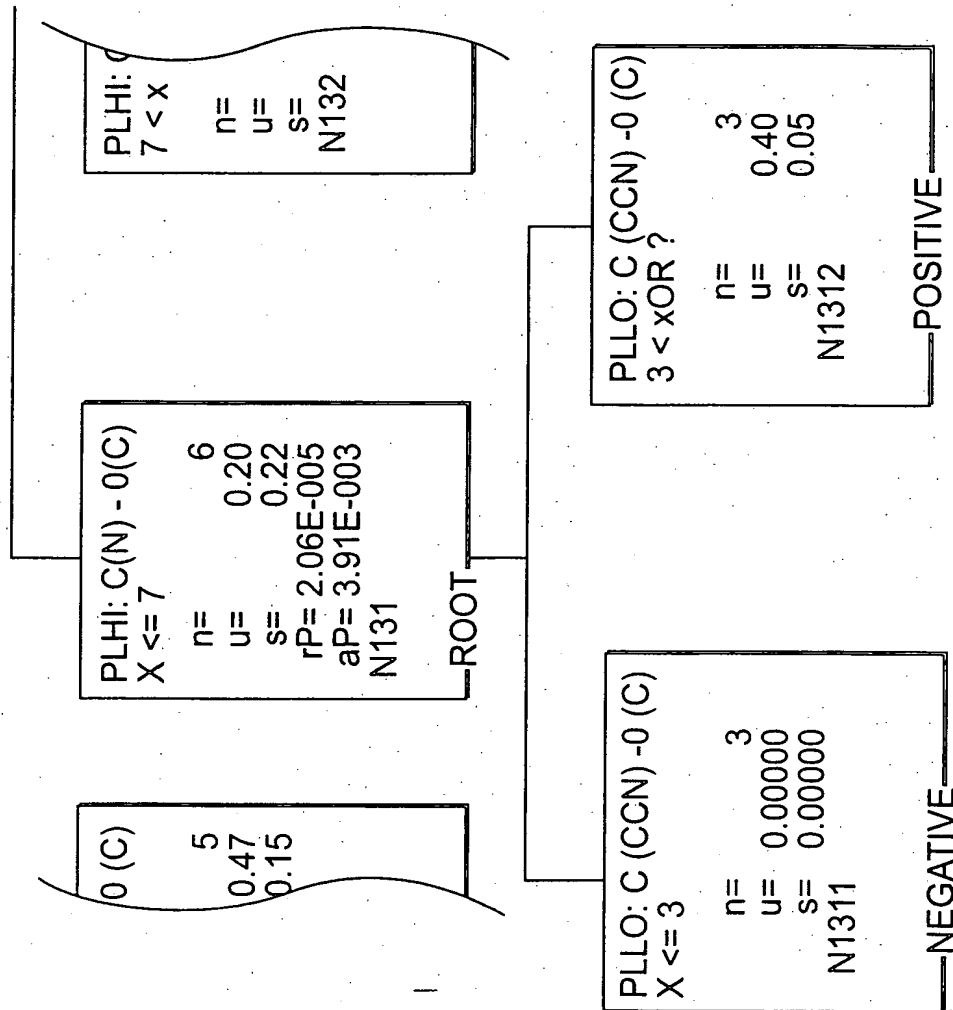 0 (C)
5
0.47
0.15
PLHI: C(N) - 0(C)
X <= 7
n= 6
u= 0.20
s= 0.22
rP= 2.06E-005
aP= 3.91E-003
N131
ROOT
PLHI:
7 < x
n=
u=
s=
N132
PLLO: C (CCN) -0 (C)
X <= 3
n= 3
u= 0.00000
s= 0.00000
N1311
NEGATIVE
PLLO: C (CCN) -0 (C)
3 < xOR ?
n= 3
u= 0.40
s= 0.05
N1312
POSITIVE